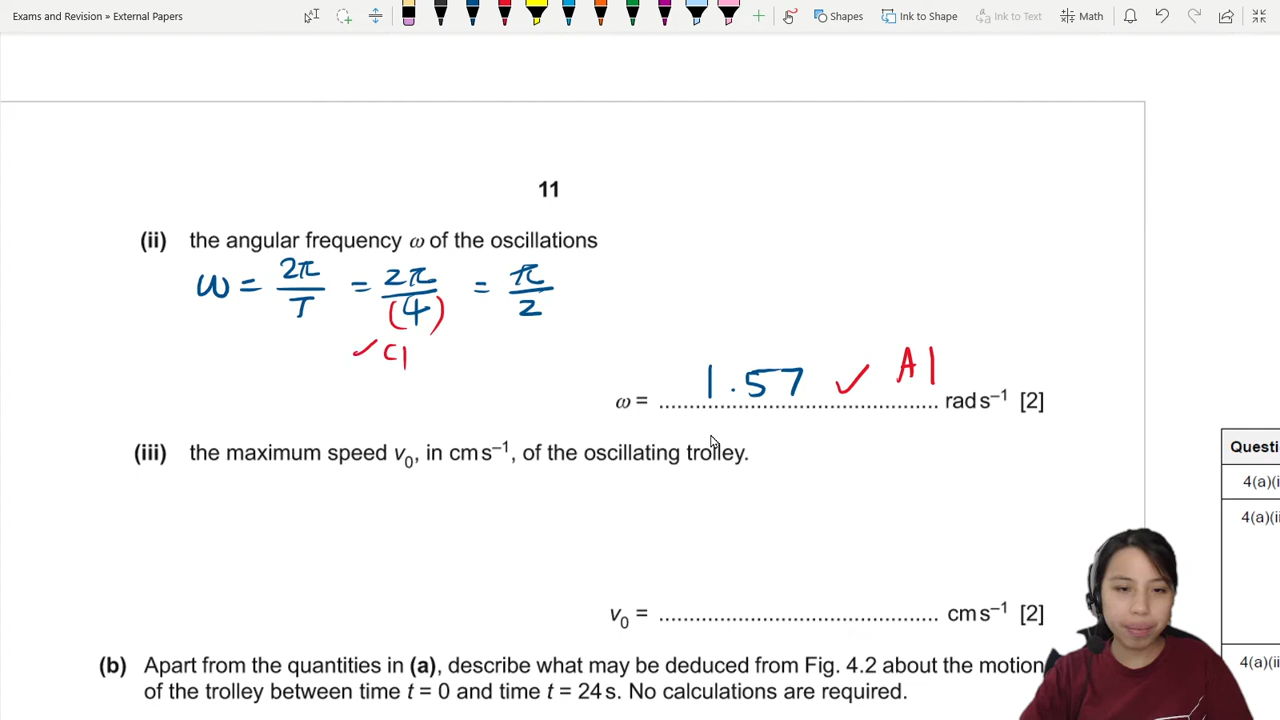 Exams and Revision » External Papers
Shapes Ink to Shape Ink to Text Math
11
(ii) the angular frequency ω of the oscillations
ω = 2π/T = 2π/(4) = π/2
✓ C1
1.57 ✓ A1
ω = ................................................ rad s⁻¹ [2]
(iii) the maximum speed v₀, in cm s⁻¹, of the oscillating trolley.
v₀ = ................................................ cm s⁻¹ [2]
(b) Apart from the quantities in (a), describe what may be deduced from Fig. 4.2 about the motion
of the trolley between time t = 0 and time t = 24 s. No calculations are required.
Questi
4(a)(i
4(a)(ii
4(a)(ii